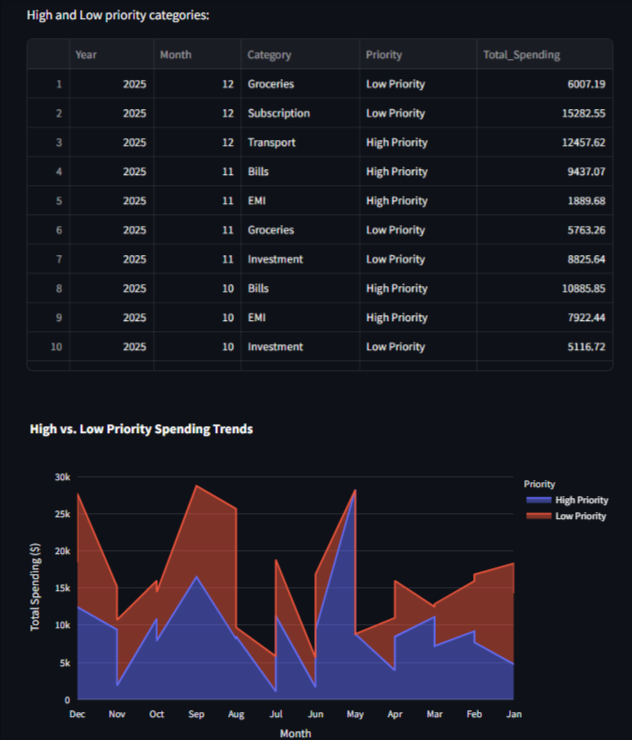 High and Low priority categories:
Year Month Category Priority Total_Spending
1 2025 12 Groceries Low Priority 6007.19
2 2025 12 Subscription Low Priority 15282.55
3 2025 12 Transport High Priority 12457.62
4 2025 11 Bills High Priority 9437.07
5 2025 11 EMI High Priority 1889.68
6 2025 11 Groceries Low Priority 5763.26
7 2025 11 Investment Low Priority 8825.64
8 2025 10 Bills High Priority 10885.85
9 2025 10 EMI High Priority 7922.44
10 2025 10 Investment Low Priority 5116.72
High vs. Low Priority Spending Trends
Priority
High Priority
Low Priority
Total Spending ($)
30k
25k
20k
15k
10k
5k
0
Dec Nov Oct Sep Aug Jul Jun May Apr Mar Feb Jan
Month